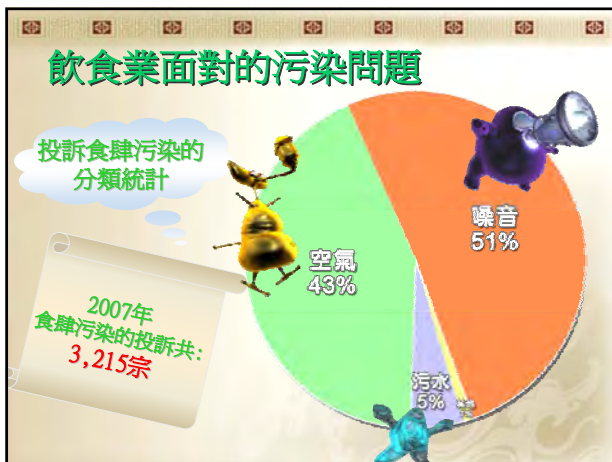 飲食業面對的污染問題
投訴食肆污染的
分類統計
噪音
51%
空氣
43%
2007年
食肆污染的投訴共:
3,215宗
污水
5%